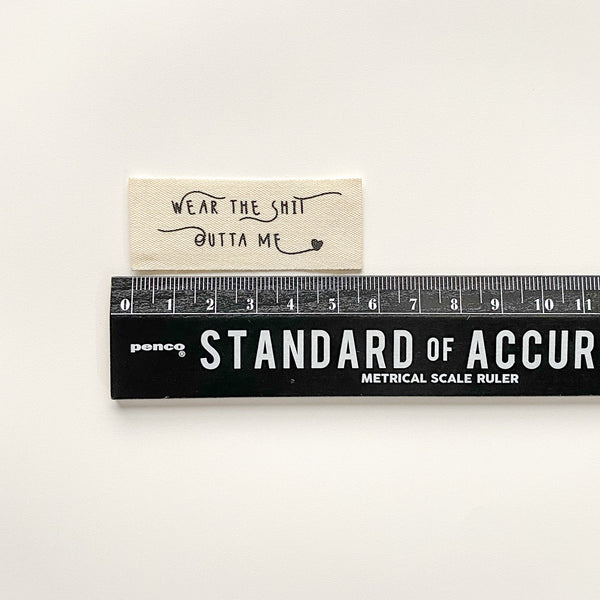 WEAR THE SHIT
OUTTA ME
0 1 2 3 4 5 6 7 8 9 10 11
penco® STANDARD OF ACCUR
METRICAL SCALE RULER